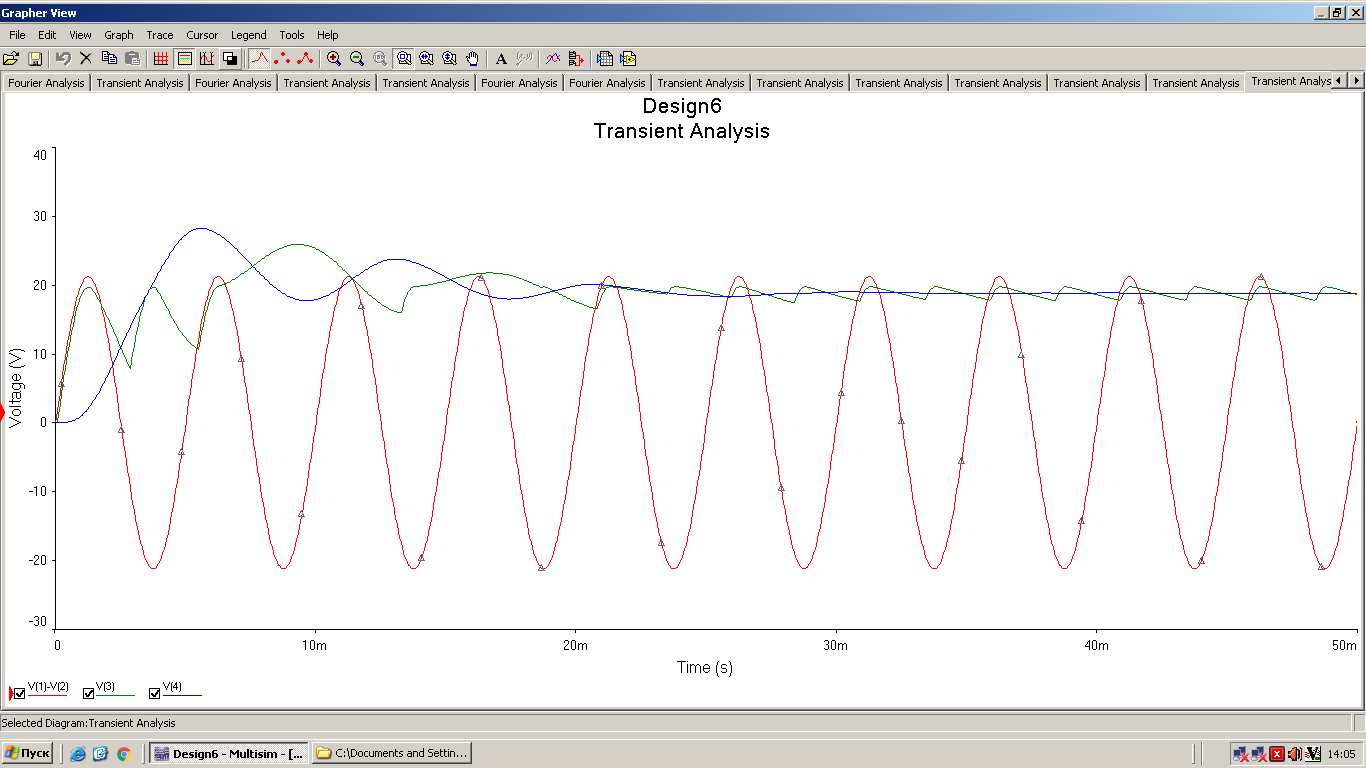 Grapher View
File Edit View Graph Trace Cursor Legend Tools Help
Fourier Analysis Transient Analysis Fourier Analysis Transient Analysis Transient Analysis Fourier Analysis Fourier Analysis Transient Analysis Transient Analysis Transient Analysis Transient Analysis Transient Analysis Transient Analysis Transient Analys
Design6
Transient Analysis
40
30
20
10
0
-10
-20
-30
Voltage (V)
0 10m 20m 30m 40m 50m
Time (s)
V(1)-V(2) V(3) V(4)
Selected Diagram:Transient Analysis
Пуск Design6 - Multisim - [... C:\Documents and Settin... 14:05